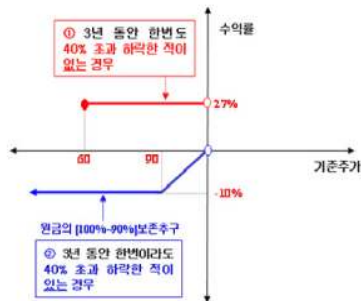 수익률
① 3년 동안 한번도
40% 초과 하락한 적이
없는 경우
27%
60
90
기준주가
-10%
원금의 [100%~90%]보존추구
② 3년 동안 한번이라도
40% 초과 하락한 적이
있는 경우